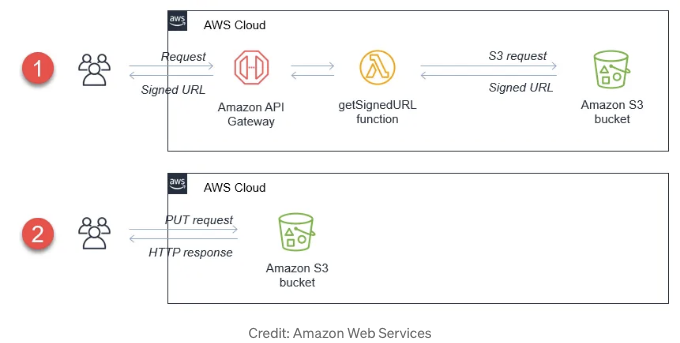 aws
AWS Cloud
1
Request
Signed URL
Amazon API
Gateway
getSignedURL
function
S3 request
Signed URL
Amazon S3
bucket
aws
AWS Cloud
2
PUT request
HTTP response
Amazon S3
bucket
Credit: Amazon Web Services